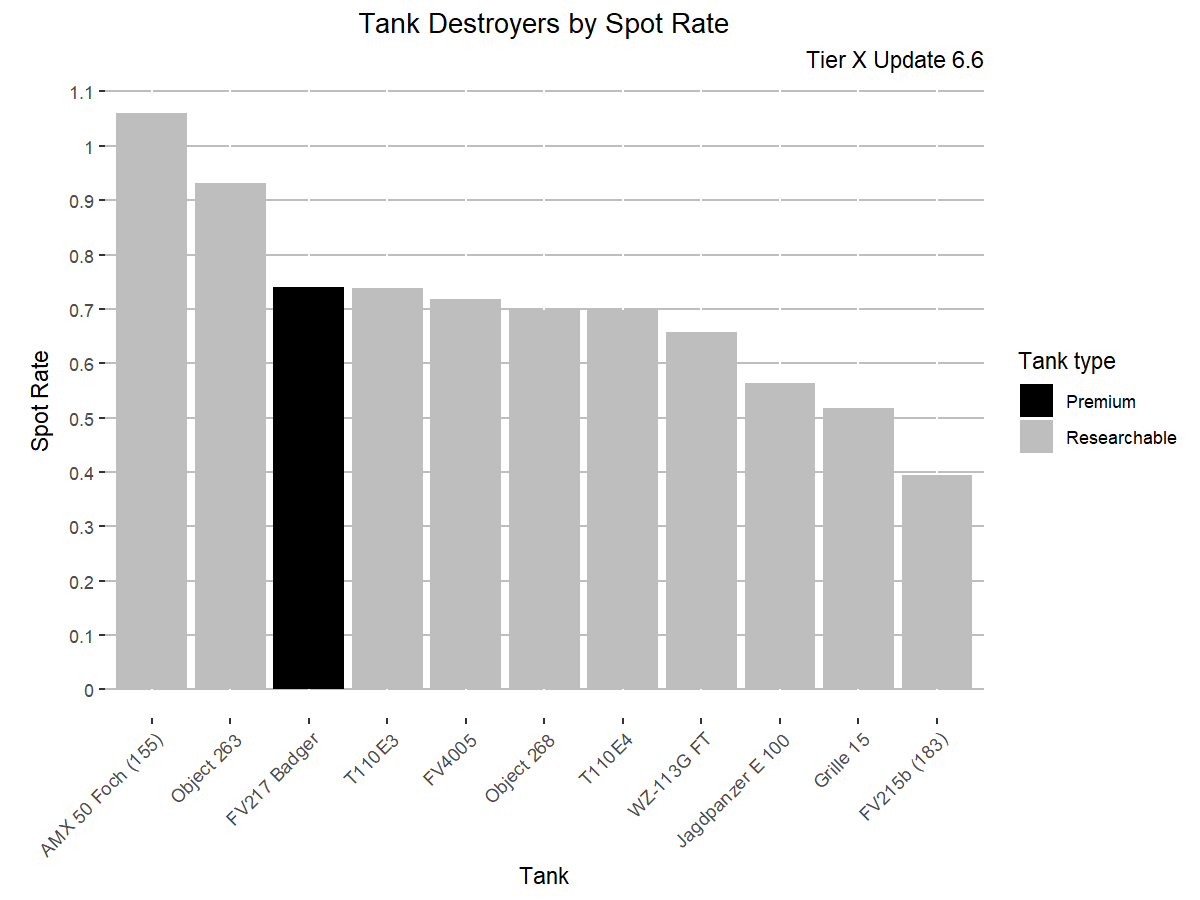 Tank Destroyers by Spot Rate
Tier X Update 6.6
Spot Rate
1.1
1
0.9
0.8
0.7
0.6
0.5
0.4
0.3
0.2
0.1
0
AMX 50 Foch (155)
Object 263
FV217 Badger
T110E3
FV4005
Object 268
T110E4
WZ-113G FT
Jagdpanzer E 100
Grille 15
FV215b (183)
Tank
Tank type
Premium
Researchable